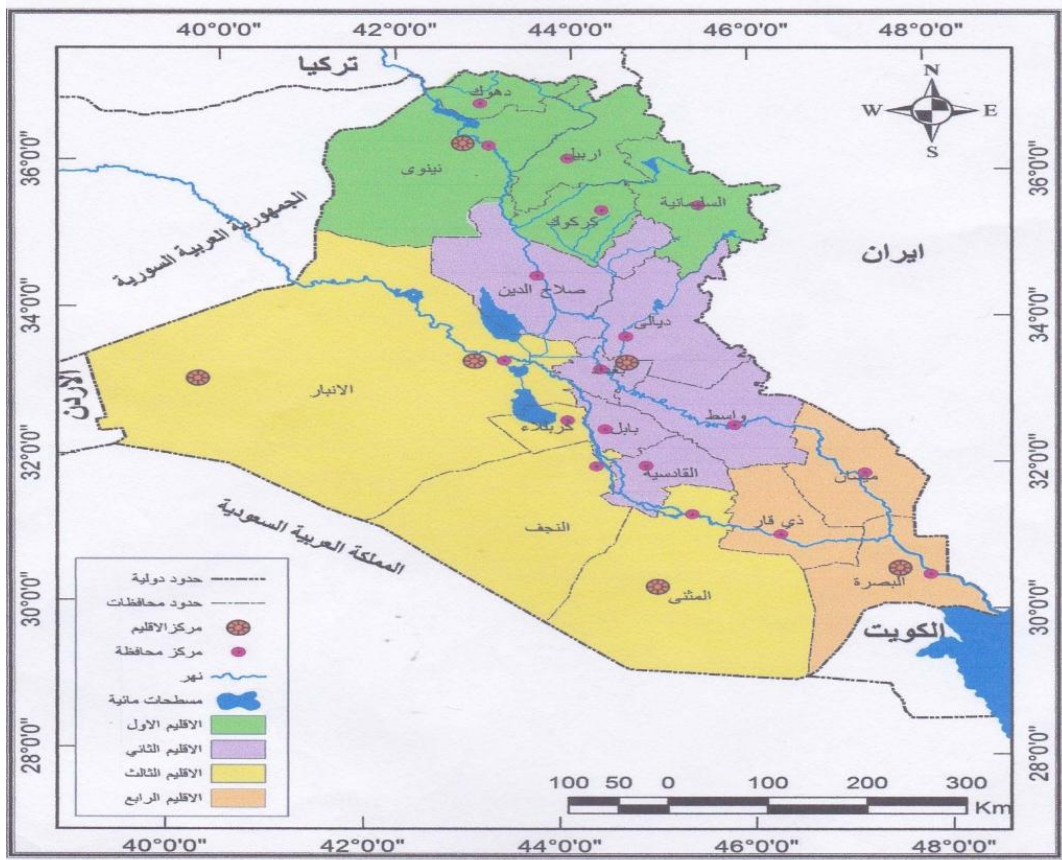 40°0'0" 42°0'0" 44°0'0" 46°0'0" 48°0'0"
تركيا
N
W E
S
دهوك
36°0'0" 36°0'0"
نينوى
اربيل
السلمانية
كركوك
الجمهورية العربية السورية
ايران
صلاح الدين
34°0'0" 34°0'0"
ديالى
الاردن
الانبار
واسط
كربلاء
بابل
32°0'0" 32°0'0"
القادسية
ميسان
النجف
ذي قار
المملكة العربية السعودية
المثنى
البصرة
30°0'0" 30°0'0"
الكويت
حدود دولية
حدود محافظات
مركز الاقليم
مركز محافظة
نهر
مسطحات مائية
الاقليم الاول
الاقليم الثاني
الاقليم الثالث
الاقليم الرابع
28°0'0" 28°0'0"
100 50 0 100 200 300
Km
40°0'0" 42°0'0" 44°0'0" 46°0'0" 48°0'0"